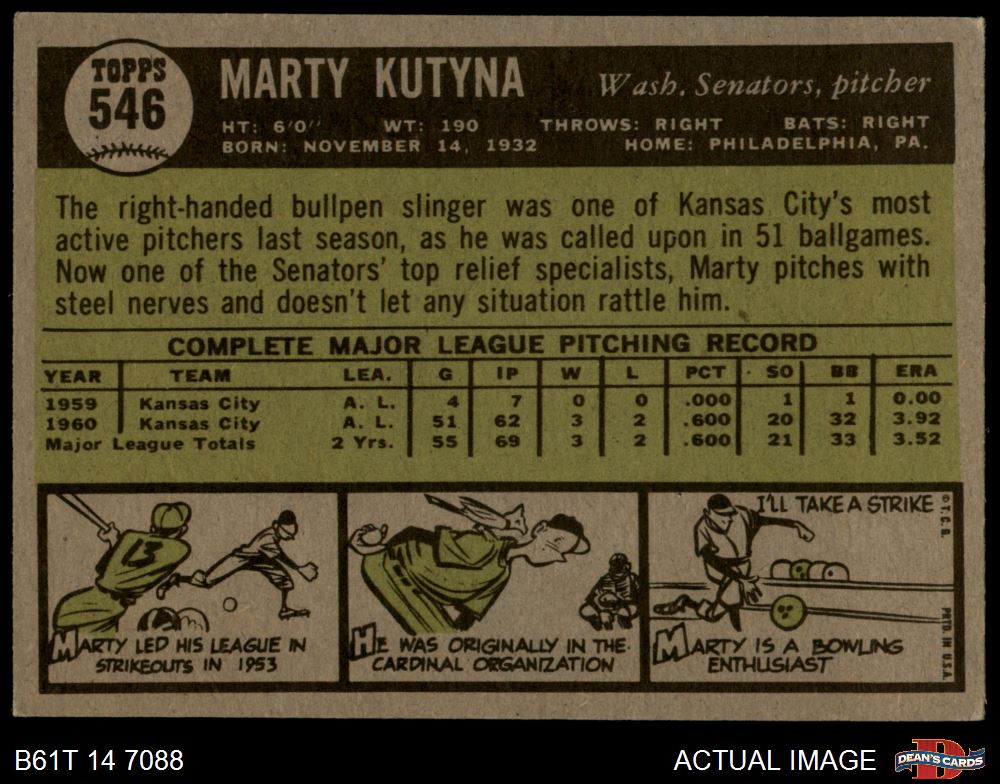 TOPPS
546
MARTY KUTYNA
Wash. Senators, pitcher
HT: 6'0" WT: 190 THROWS: RIGHT BATS: RIGHT
BORN: NOVEMBER 14, 1932 HOME: PHILADELPHIA, PA.
The right-handed bullpen slinger was one of Kansas City's most
active pitchers last season, as he was called upon in 51 ballgames.
Now one of the Senators' top relief specialists, Marty pitches with
steel nerves and doesn't let any situation rattle him.
COMPLETE MAJOR LEAGUE PITCHING RECORD
YEAR TEAM LEA. G IP W L PCT SO BB ERA
1959 Kansas City A. L. 4 7 0 0 .000 1 1 0.00
1960 Kansas City A. L. 51 62 3 2 .600 20 32 3.92
Major League Totals 2 Yrs. 55 69 3 2 .600 21 33 3.52
13
MARTY LED HIS LEAGUE IN
STRIKEOUTS IN 1953
HE WAS ORIGINALLY IN THE
CARDINAL ORGANIZATION
I'LL TAKE A STRIKE
MARTY IS A BOWLING
ENTHUSIAST
© T. C. G.
PRTD. IN U.S.A.
B61T 14 7088
ACTUAL IMAGE
DEAN'S CARDS